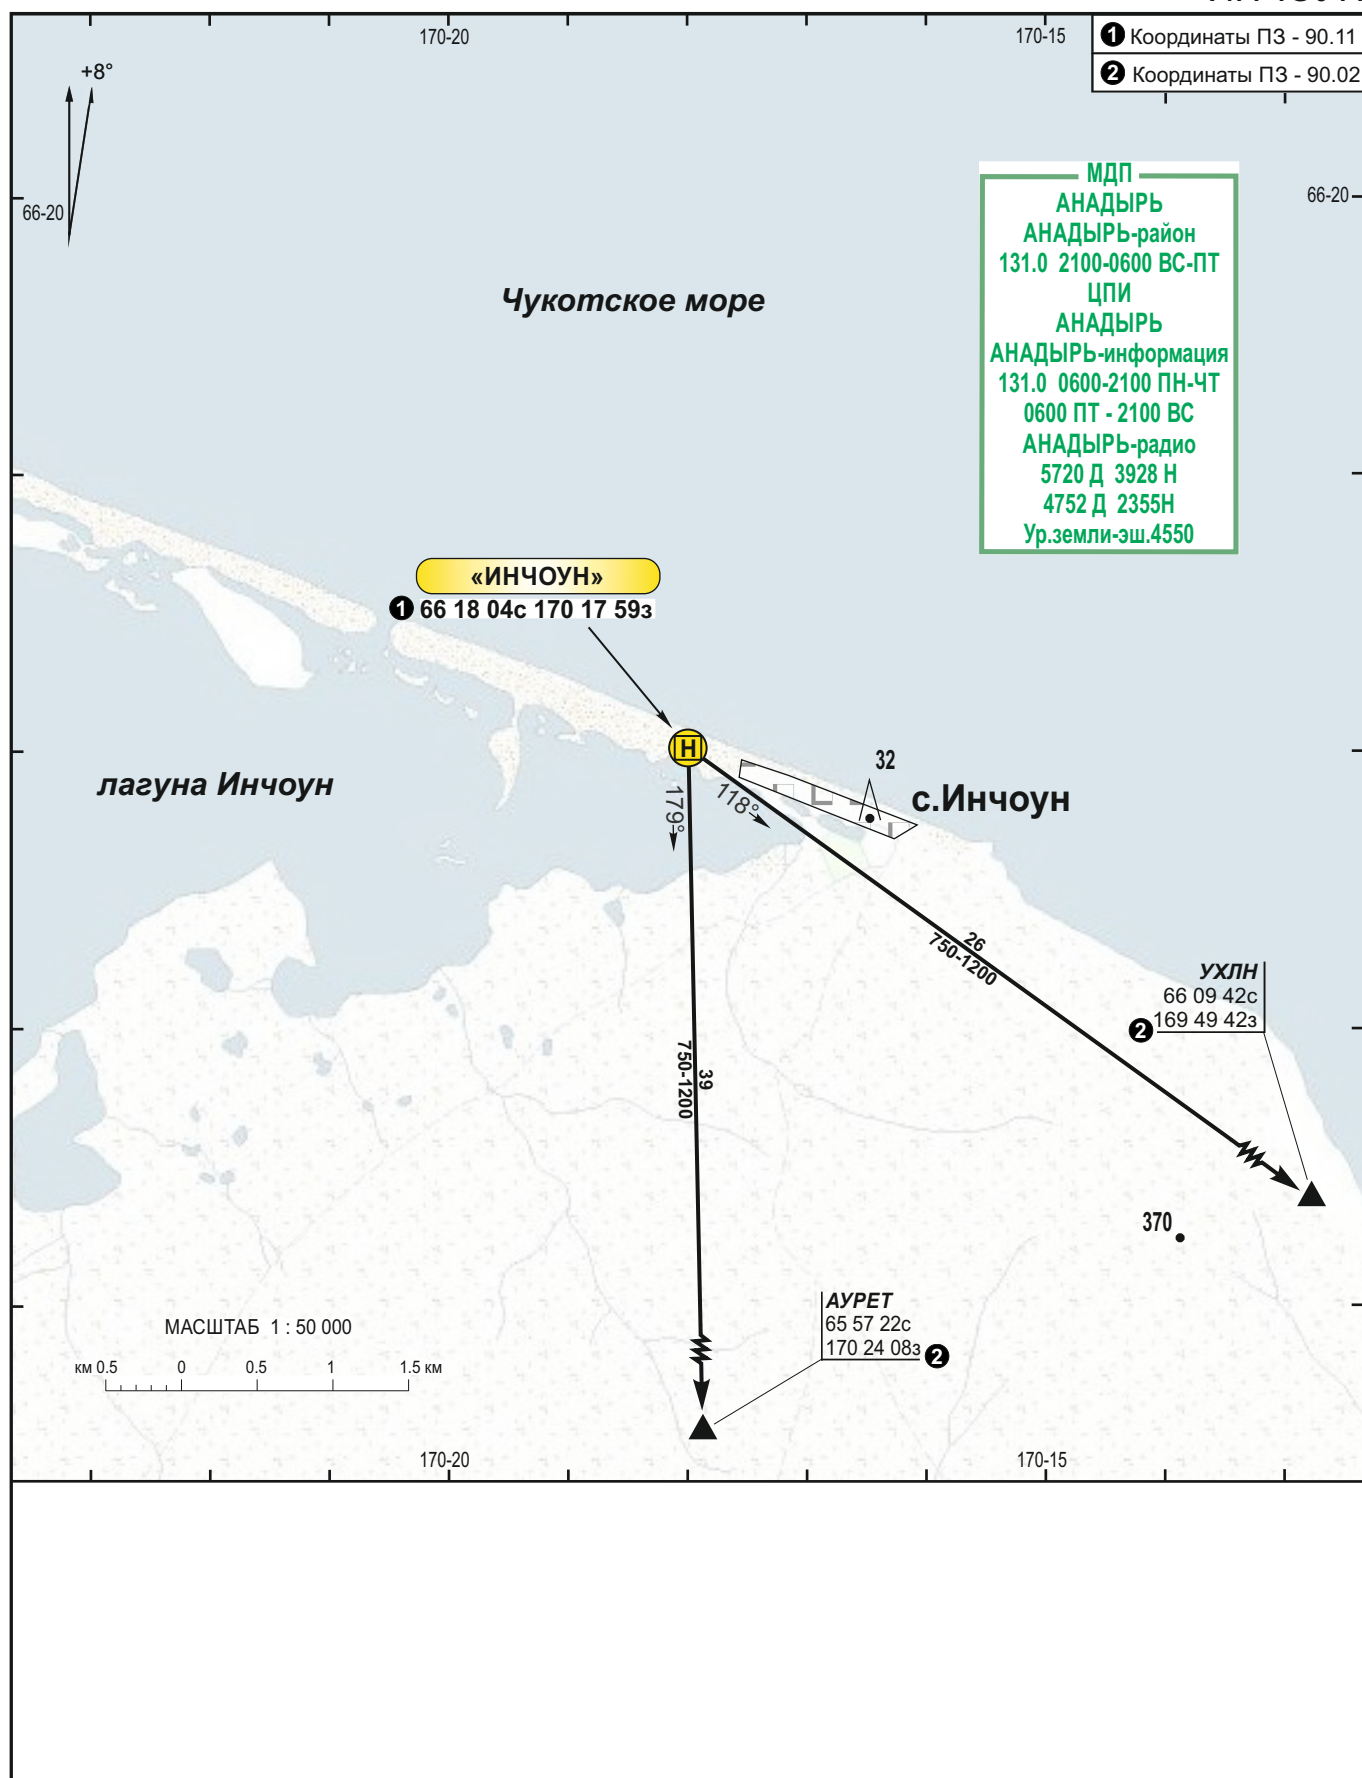 170-20
170-15
❶ Координаты ПЗ - 90.11
❷ Координаты ПЗ - 90.02
+8°
66-20
66-20
МДП
АНАДЫРЬ
АНАДЫРЬ-район
131.0 2100-0600 ВС-ПТ
ЦПИ
АНАДЫРЬ
АНАДЫРЬ-информация
131.0 0600-2100 ПН-ЧТ
0600 ПТ - 2100 ВС
АНАДЫРЬ-радио
5720 Д 3928 Н
4752 Д 2355Н
Ур.земли-эш.4550
Чукотское море
«ИНЧОУН»
❶ 66 18 04с 170 17 59з
H
лагуна Инчоун
32
с.Инчоун
179°
118°
26
750-1200
УХЛН
66 09 42с
❷ 169 49 42з
39
750-1200
370
АУРЕТ
65 57 22с
170 24 08з ❷
МАСШТАБ 1 : 50 000
км 0.5 0 0.5 1 1.5 км
170-20
170-15